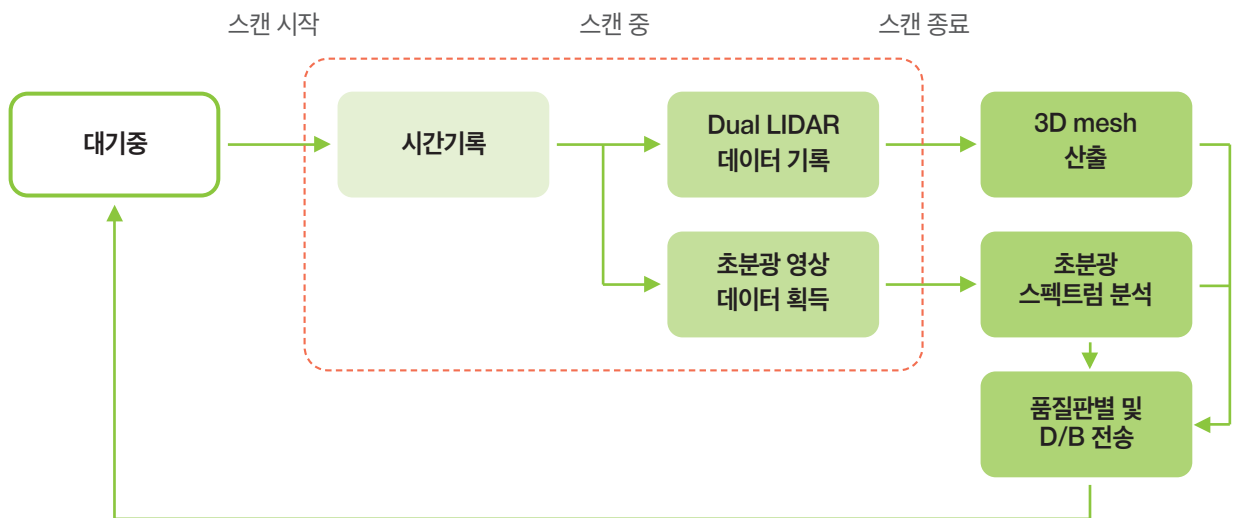 스캔 시작
스캔 중
스캔 종료
대기중
시간기록
Dual LIDAR
데이터 기록
3D mesh
산출
초분광 영상
데이터 획득
초분광
스펙트럼 분석
품질판별 및
D/B 전송